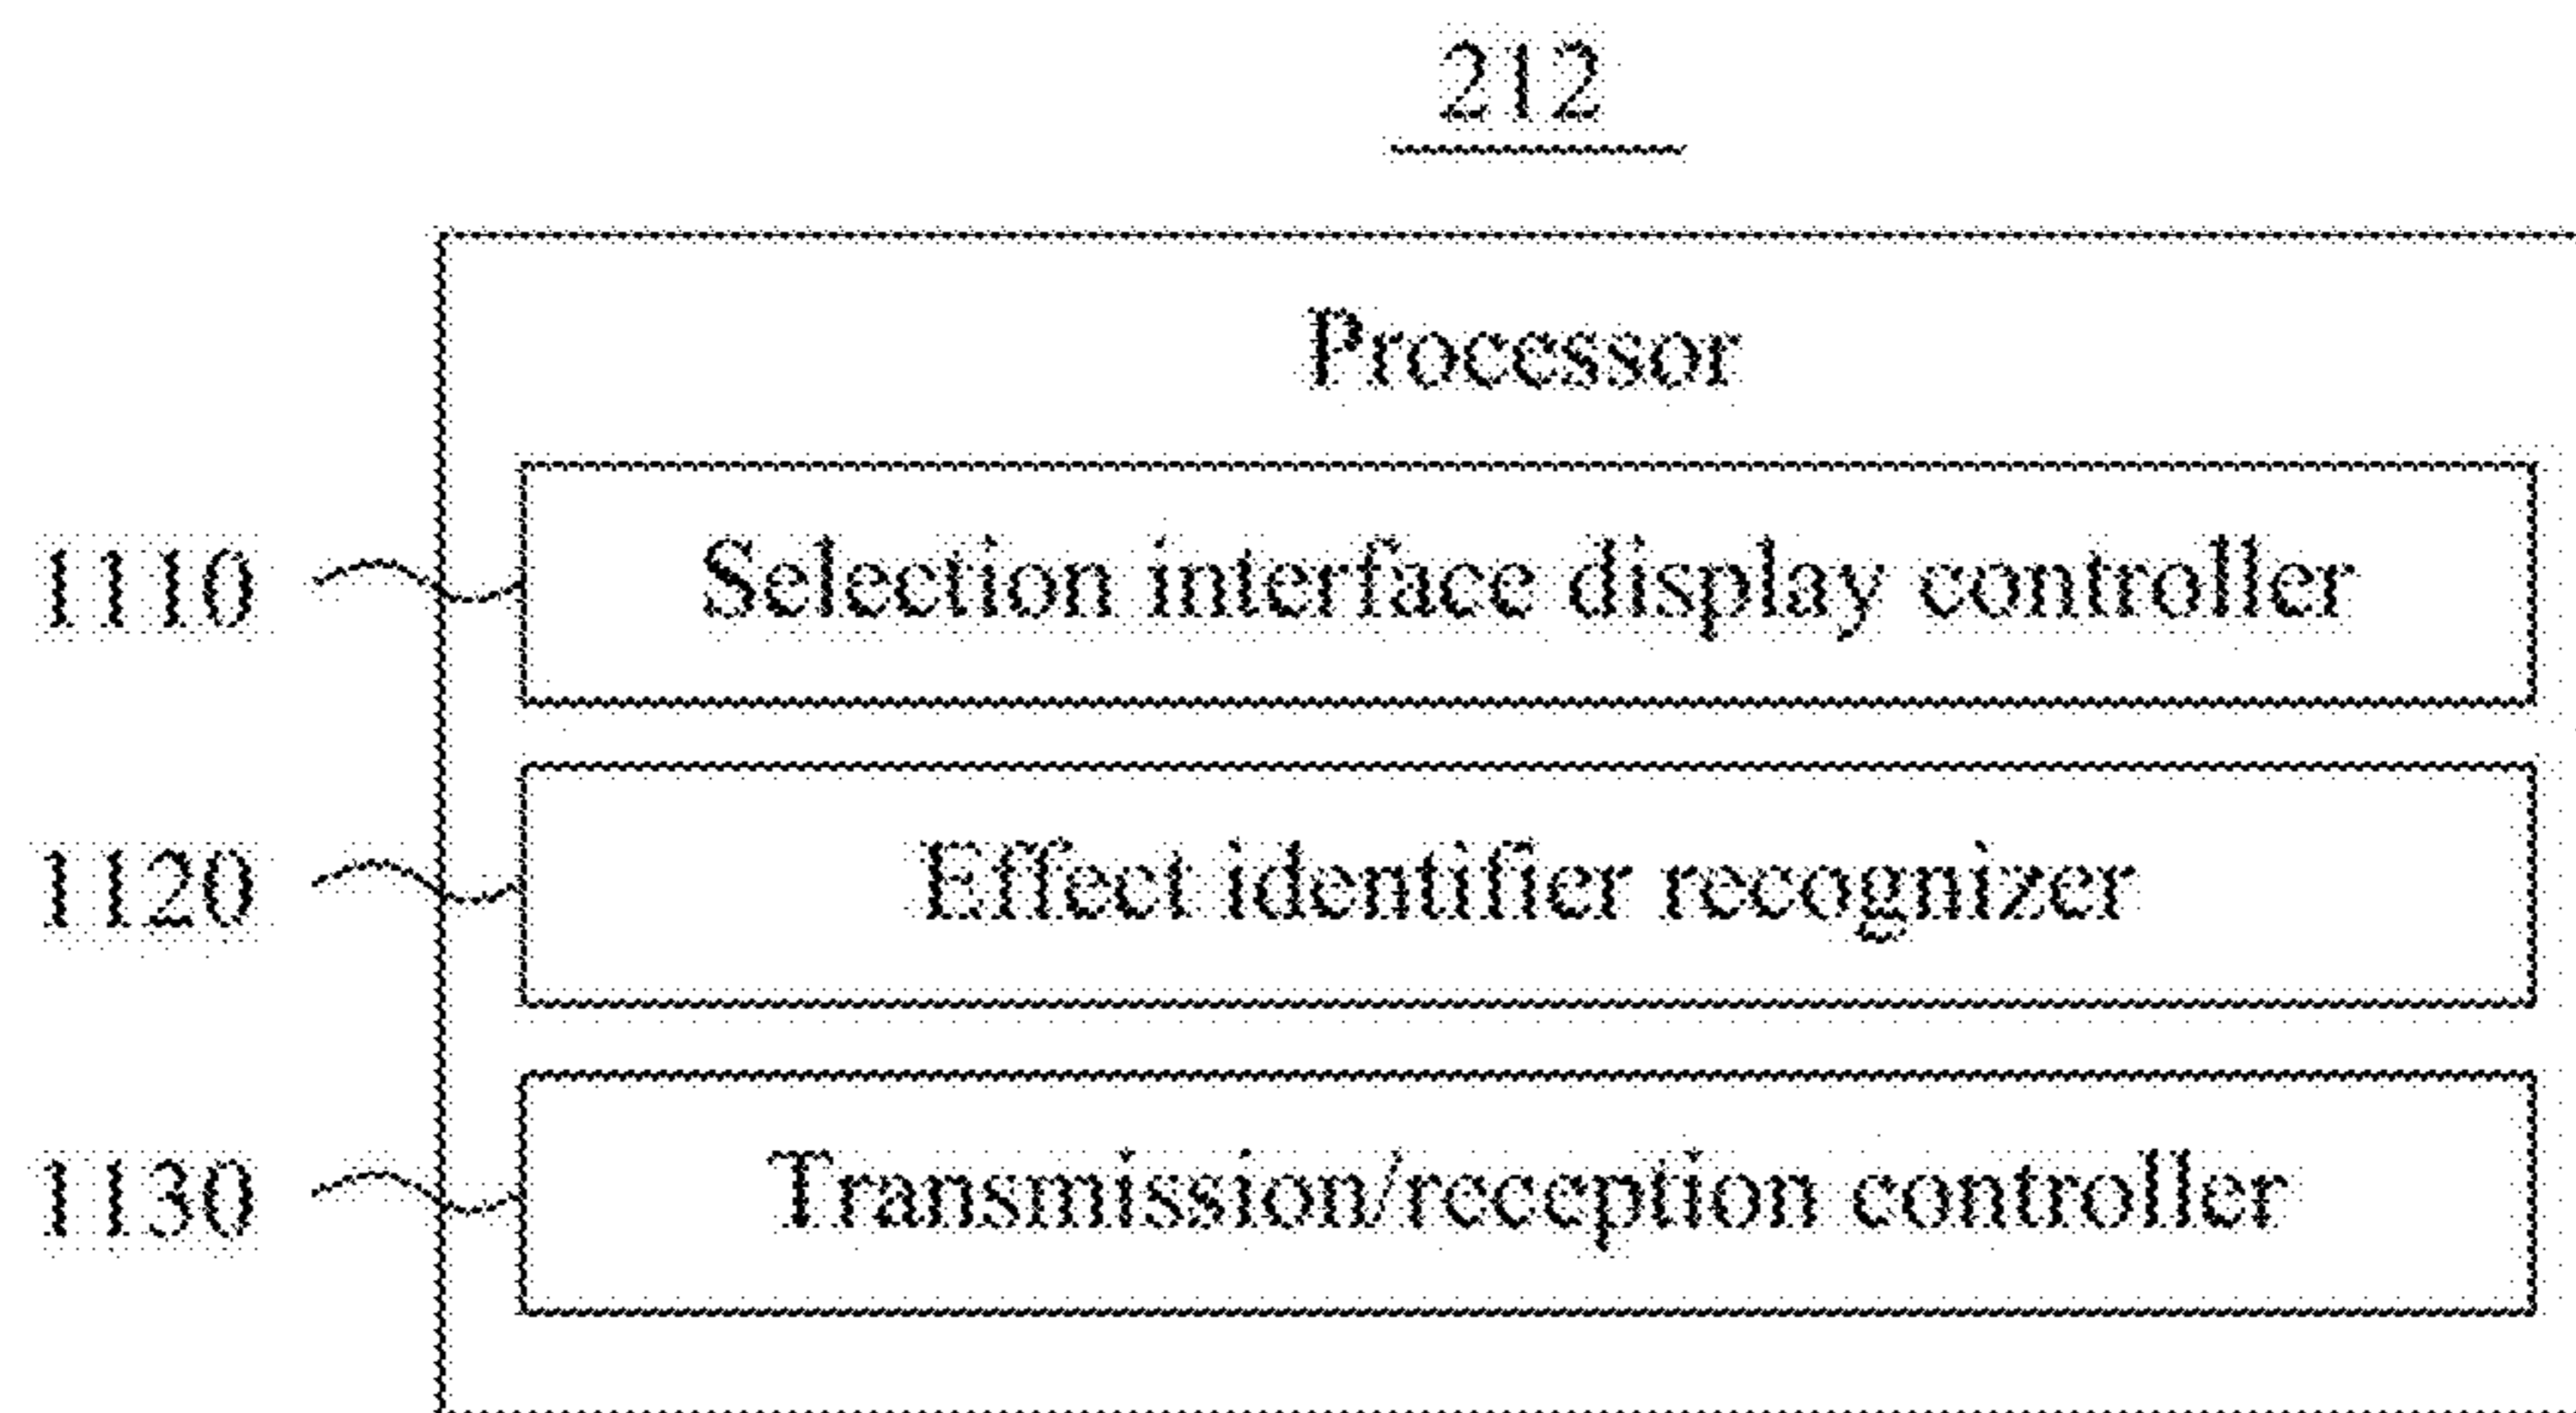 212
Processor
1110 Selection interface display controller
1120 Effect identifier recognizer
1130 Transmission/reception controller